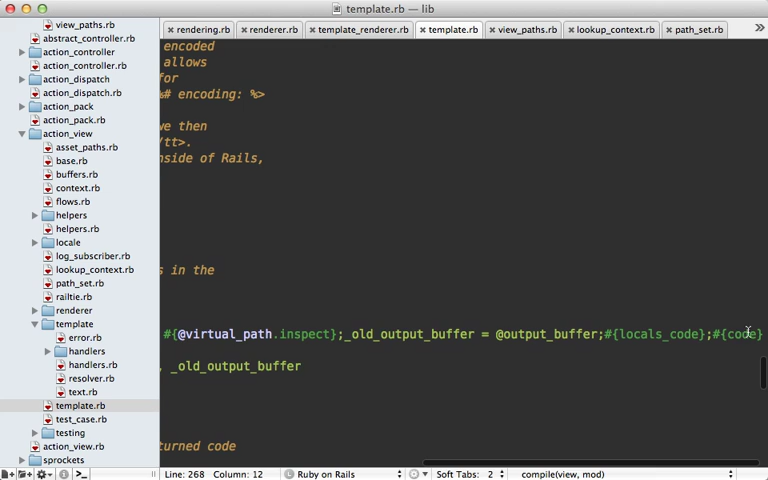 template.rb — lib
view_paths.rb
abstract_controller.rb
action_controller
action_controller.rb
action_dispatch
action_dispatch.rb
action_pack
action_pack.rb
action_view
asset_paths.rb
base.rb
buffers.rb
context.rb
flows.rb
helpers
helpers.rb
locale
log_subscriber.rb
lookup_context.rb
path_set.rb
railtie.rb
renderer
template
error.rb
handlers
handlers.rb
resolver.rb
text.rb
template.rb
test_case.rb
testing
action_view.rb
sprockets
rendering.rb renderer.rb template_renderer.rb template.rb view_paths.rb lookup_context.rb path_set.rb
encoded
allows
for
%# encoding: %>
we then
/tt>.
nside of Rails,
s in the
#{@virtual_path.inspect};_old_output_buffer = @output_buffer;#{locals_code};#{code}
, _old_output_buffer
turned code
Line: 268 Column: 12 Ruby on Rails Soft Tabs: 2 compile(view, mod)